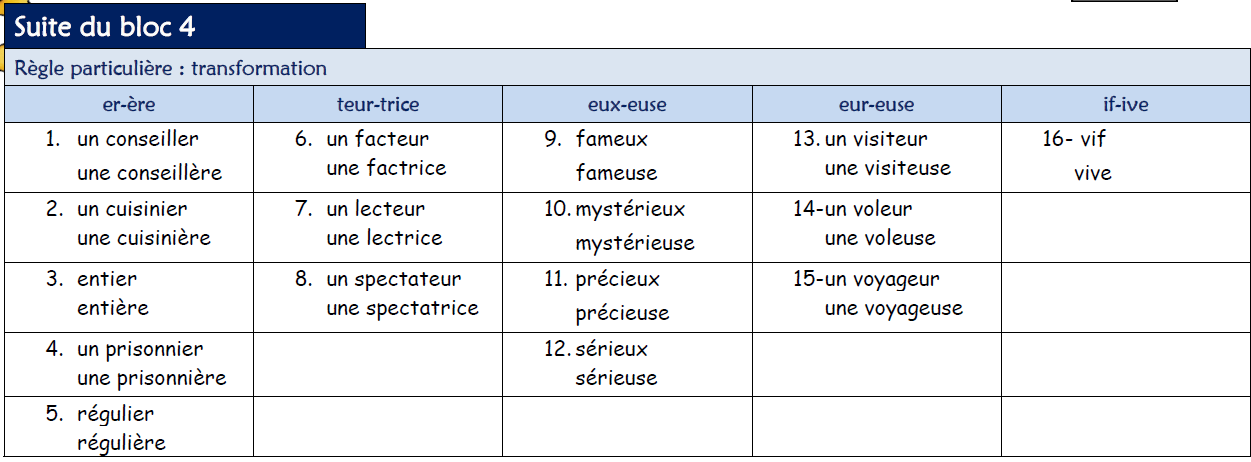 Suite du bloc 4
Règle particulière : transformation
er-ère teur-trice eux-euse eur-euse if-ive
1. un conseiller
une conseillère
6. un facteur
une factrice
9. fameux
fameuse
13. un visiteur
une visiteuse
16- vif
vive
2. un cuisinier
une cuisinière
7. un lecteur
une lectrice
10. mystérieux
mystérieuse
14-un voleur
une voleuse
3. entier
entière
8. un spectateur
une spectatrice
11. précieux
précieuse
15-un voyageur
une voyageuse
4. un prisonnier
une prisonnière
12. sérieux
sérieuse
5. régulier
régulière